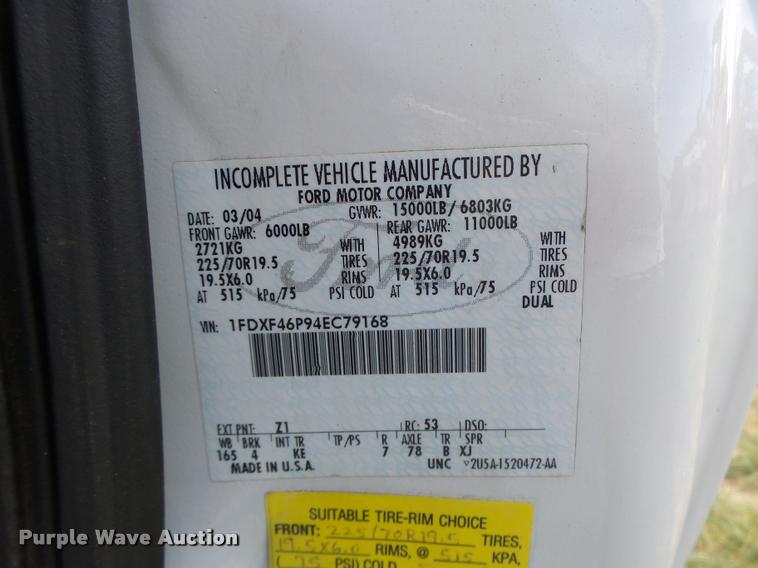 INCOMPLETE VEHICLE MANUFACTURED BY
FORD MOTOR COMPANY
DATE: 03/04 GVWR: 15000LB/ 6803KG
FRONT GAWR: 6000LB REAR GAWR: 11000LB
2721KG WITH 4989KG WITH
225/70R19.5 TIRES 225/70R19.5 TIRES
19.5X6.0 RIMS 19.5X6.0 RIMS
AT 515 kPa/75 PSI COLD AT 515 kPa/75 PSI COLD
DUAL
Ford
VIN: 1FDXF46P94EC79168
EXT PNT: Z1 RC: 53 DSO:
WB BRK INT TR TP/PS R AXLE TR SPR
165 4 KE 7 78 B XJ
MADE IN U.S.A. UNC 2U5A-1520472-AA
SUITABLE TIRE-RIM CHOICE
FRONT: 225/70R19.5 TIRES,
19.5X6.0 RIMS, @ 515 KPA,
( 75 PSI) COLD
Purple Wave Auction